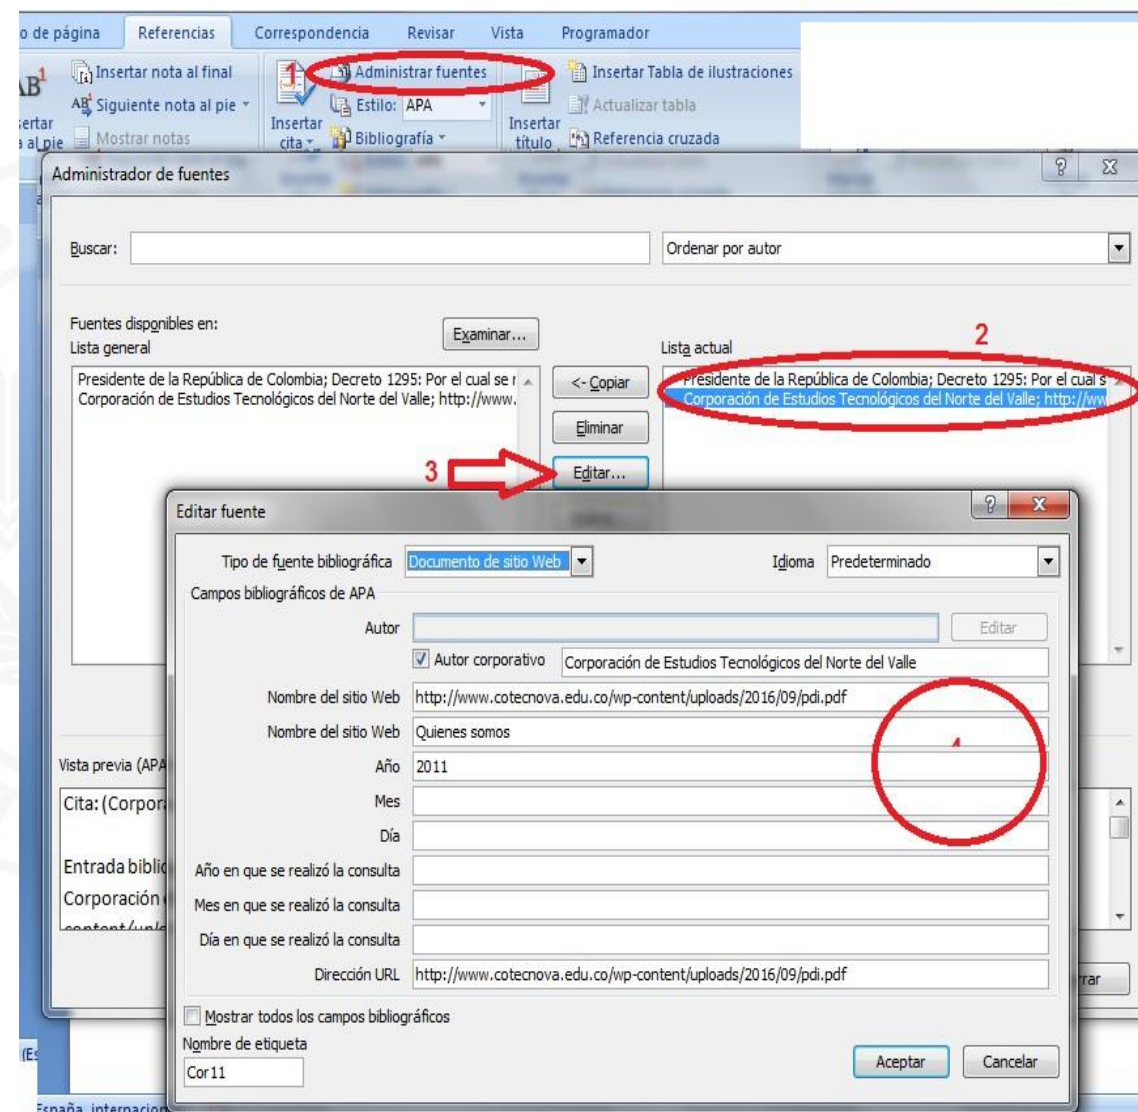 o de página Referencias Correspondencia Revisar Vista Programador
AB¹ Insertar nota al final 1 Administrar fuentes Insertar Tabla de ilustraciones
Siguiente nota al pie Estilo: APA Actualizar tabla
sertar al pie Mostrar notas Insertar cita Bibliografía Insertar título Referencia cruzada
Administrador de fuentes
Buscar: Ordenar por autor
Fuentes disponibles en:
Lista general Examinar... Lista actual 2
Presidente de la República de Colombia; Decreto 1295: Por el cual se r <- Copiar Presidente de la República de Colombia; Decreto 1295: Por el cual s
Corporación de Estudios Tecnológicos del Norte del Valle; http://www. Corporación de Estudios Tecnológicos del Norte del Valle; http://ww
Eliminar
3 Editar...
Editar fuente
Tipo de fuente bibliográfica Documento de sitio Web Idioma Predeterminado
Campos bibliográficos de APA
Autor Editar
Autor corporativo Corporación de Estudios Tecnológicos del Norte del Valle
Nombre del sitio Web http://www.cotecnova.edu.co/wp-content/uploads/2016/09/pdi.pdf
Nombre del sitio Web Quienes somos
4
Vista previa (APA Año 2011
Cita: (Corpora Mes
Día
Entrada biblio Año en que se realizó la consulta
Corporación Mes en que se realizó la consulta
content/uplo Día en que se realizó la consulta
Dirección URL http://www.cotecnova.edu.co/wp-content/uploads/2016/09/pdi.pdf
rrar
Mostrar todos los campos bibliográficos
Nombre de etiqueta
Cor11 Aceptar Cancelar
(Es
España, internacion